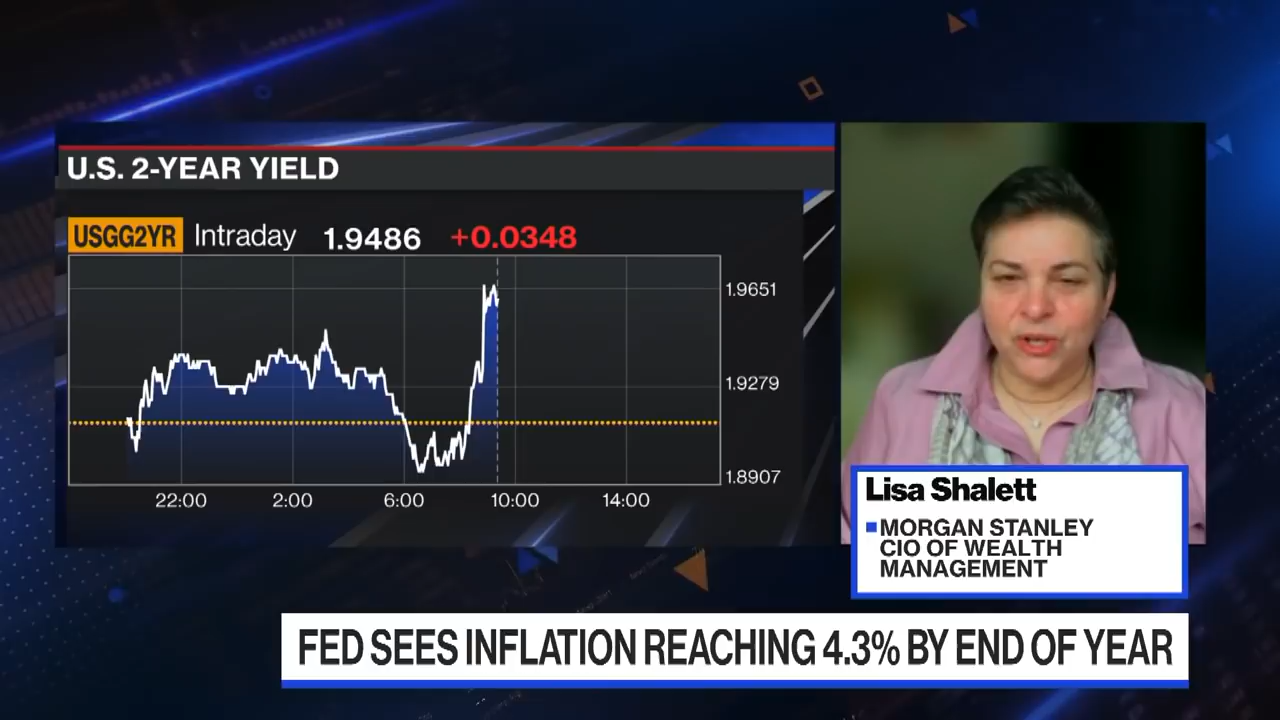 U.S. 2-YEAR YIELD
USGG2YR Intraday 1.9486 +0.0348
1.9651
1.9279
1.8907
22:00 2:00 6:00 10:00 14:00
Lisa Shalett
MORGAN STANLEY
CIO OF WEALTH
MANAGEMENT
FED SEES INFLATION REACHING 4.3% BY END OF YEAR